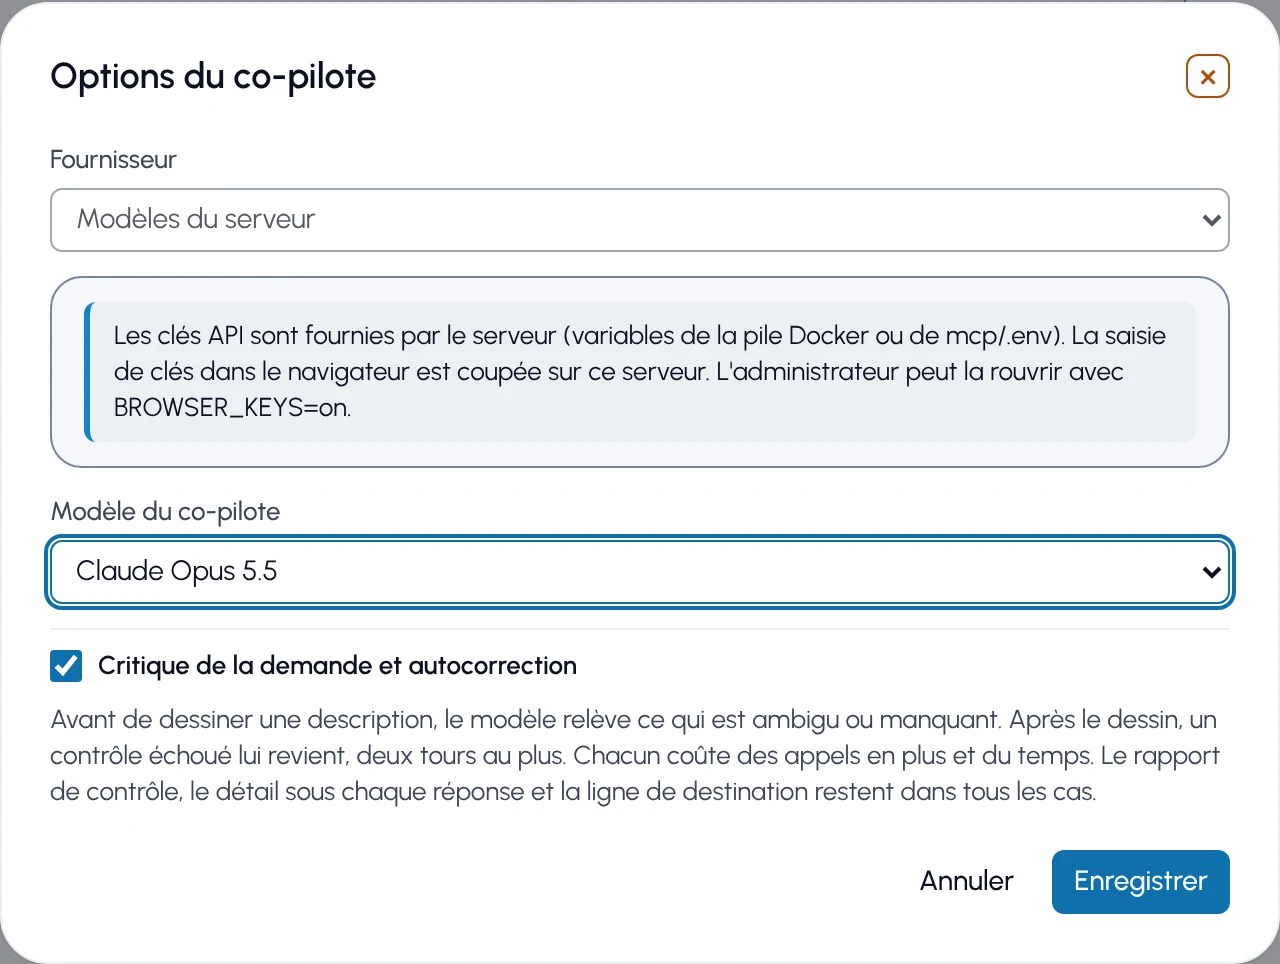 Options du co-pilote
Fournisseur
Modèles du serveur
Les clés API sont fournies par le serveur (variables de la pile Docker ou de mcp/.env). La saisie
de clés dans le navigateur est coupée sur ce serveur. L'administrateur peut la rouvrir avec
BROWSER_KEYS=on.
Modèle du co-pilote
Claude Opus 5.5
Critique de la demande et autocorrection
Avant de dessiner une description, le modèle relève ce qui est ambigu ou manquant. Après le dessin, un
contrôle échoué lui revient, deux tours au plus. Chacun coûte des appels en plus et du temps. Le rapport
de contrôle, le détail sous chaque réponse et la ligne de destination restent dans tous les cas.
Annuler
Enregistrer